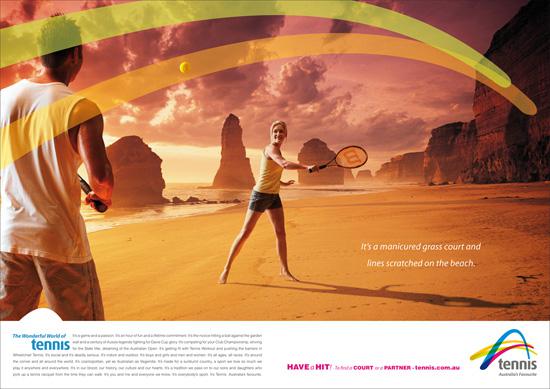 It's a manicured grass court and
lines scratched on the beach.
The Wonderful World of
tennis
It's a game and a passion. It's an hour of fun and a lifetime commitment. It's the novice hitting a ball against the garden
wall and a century of Aussie legends fighting for Davis Cup glory. It's competing for your Club Championship, striving
for the State title, dreaming of the Australian Open. It's getting fit with Tennis Workout and pushing the barriers in
Wheelchair Tennis. It's social and it's deadly serious. It's indoor and outdoor. It's boys and girls and men and women. It's all ages, all races. It's around
the corner and all around the world. It's cosmopolitan, yet as Australian as Vegemite. It's made for a sunburnt country, a sport we love so much we
play it anywhere and everywhere. It's in our blood, our history, our culture and our hearts. It's a tradition we pass on to our sons and daughters who
pick up a tennis racquet from the time they can walk. It's you and me and everyone we know. It's everybody's sport. It's Tennis. Australia's favourite.
HAVE A HIT! To find a COURT or a PARTNER - tennis.com.au
tennis
Australia's favourite